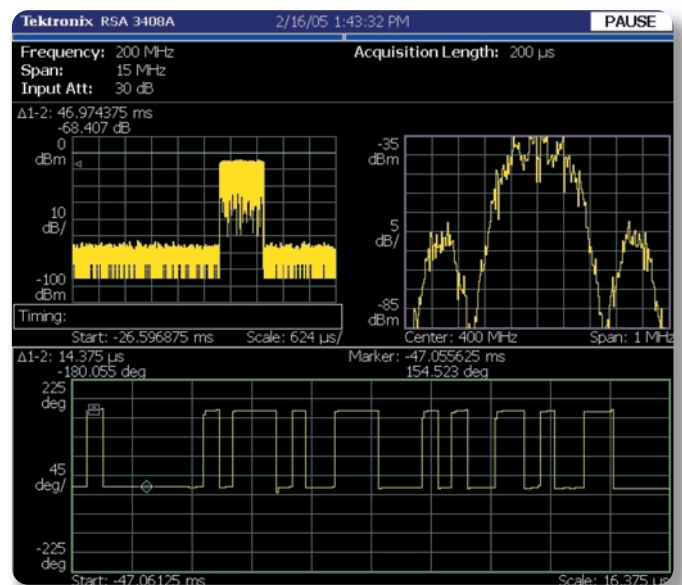 Tektronix RSA 3408A 2/16/05 1:43:32 PM PAUSE
Frequency: 200 MHz Acquisition Length: 200 µs
Span: 15 MHz
Input Att: 30 dB
Δ1-2: 46.974375 ms
-68.407 dB
0
dBm
10
dB/
-100
dBm
Timing:
Start: -26.596875 ms Scale: 624 µs/
-35
dBm
5
dB/
-85
dBm
Center: 400 MHz Span: 1 MHz
Δ1-2: 14.375 µs Marker: -47.055625 ms
-180.055 deg 154.523 deg
225
deg
45
deg/
-225
deg
Start: -47.06125 ms Scale: 16.375 µs